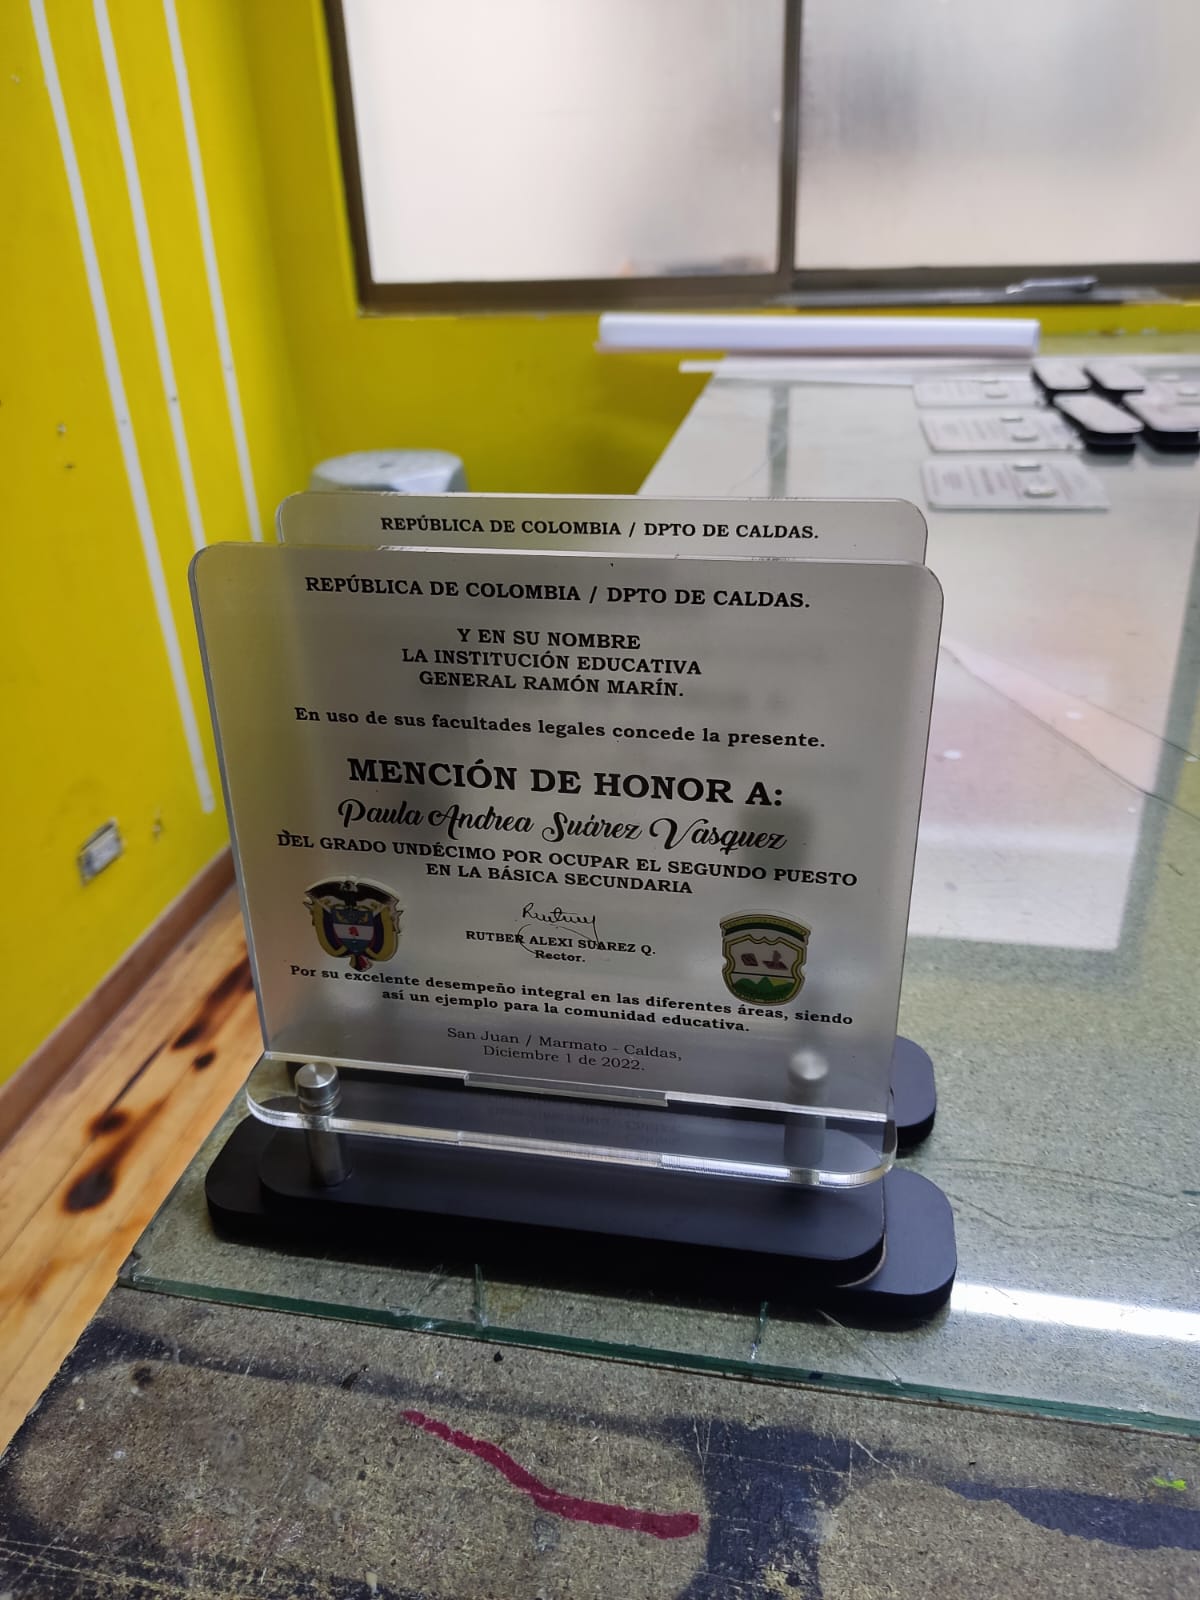 REPÚBLICA DE COLOMBIA / DPTO DE CALDAS.
REPÚBLICA DE COLOMBIA / DPTO DE CALDAS.
Y EN SU NOMBRE
LA INSTITUCIÓN EDUCATIVA
GENERAL RAMÓN MARÍN.
En uso de sus facultades legales concede la presente.
MENCIÓN DE HONOR A:
Paula Andrea Suárez Vásquez
DEL GRADO UNDÉCIMO POR OCUPAR EL SEGUNDO PUESTO
EN LA BÁSICA SECUNDARIA
RUTBER ALEXI SUAREZ Q.
Rector.
Por su excelente desempeño integral en las diferentes áreas, siendo
así un ejemplo para la comunidad educativa.
San Juan / Marmato - Caldas,
Diciembre 1 de 2022.